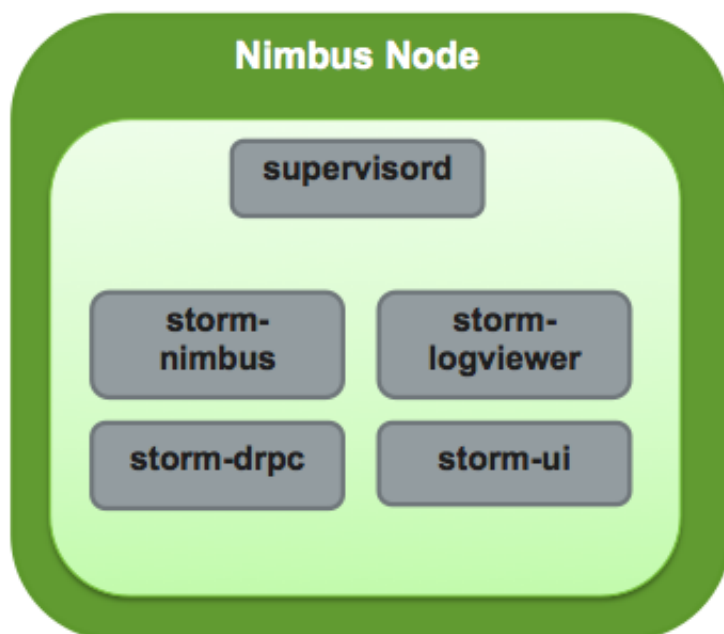 Nimbus Node
supervisord
storm-
nimbus
storm-
logviewer
storm-drpc
storm-ui